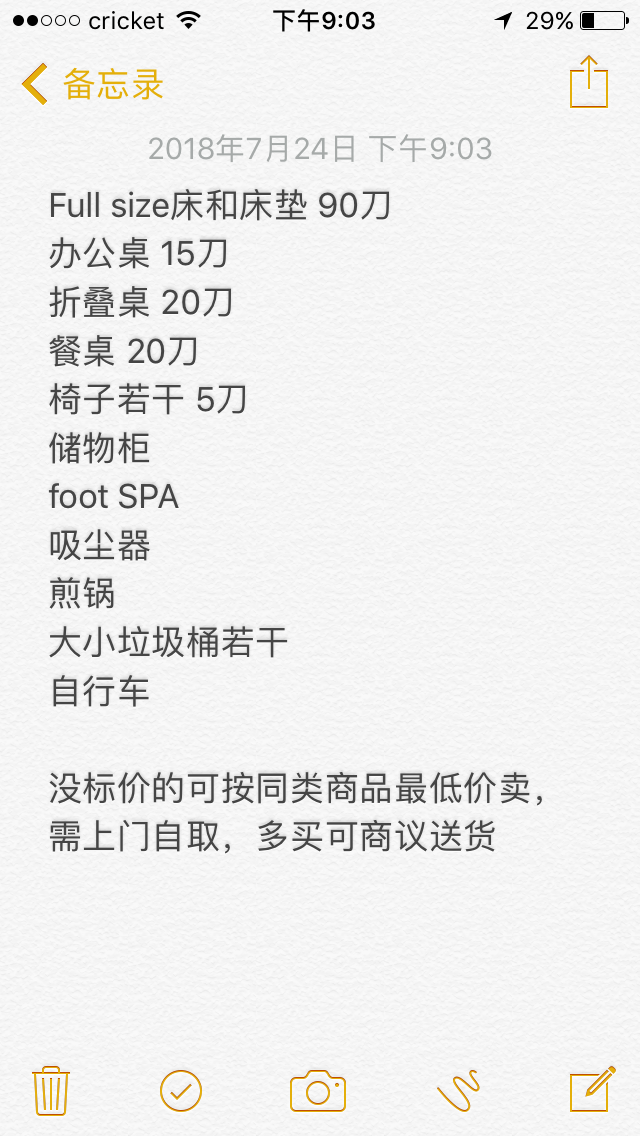 cricket 下午9:03 29%
备忘录
2018年7月24日 下午9:03
Full size床和床垫 90刀
办公桌 15刀
折叠桌 20刀
餐桌 20刀
椅子若干 5刀
储物柜
foot SPA
吸尘器
煎锅
大小垃圾桶若干
自行车
没标价的可按同类商品最低价卖，
需上门自取，多买可商议送货